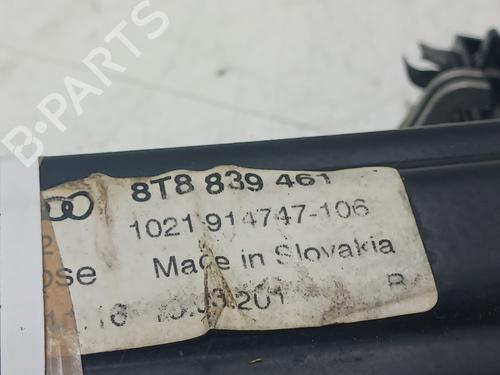 B-PARTS
8T8 839 461
1021 914747-106
ose Made in Slovakia